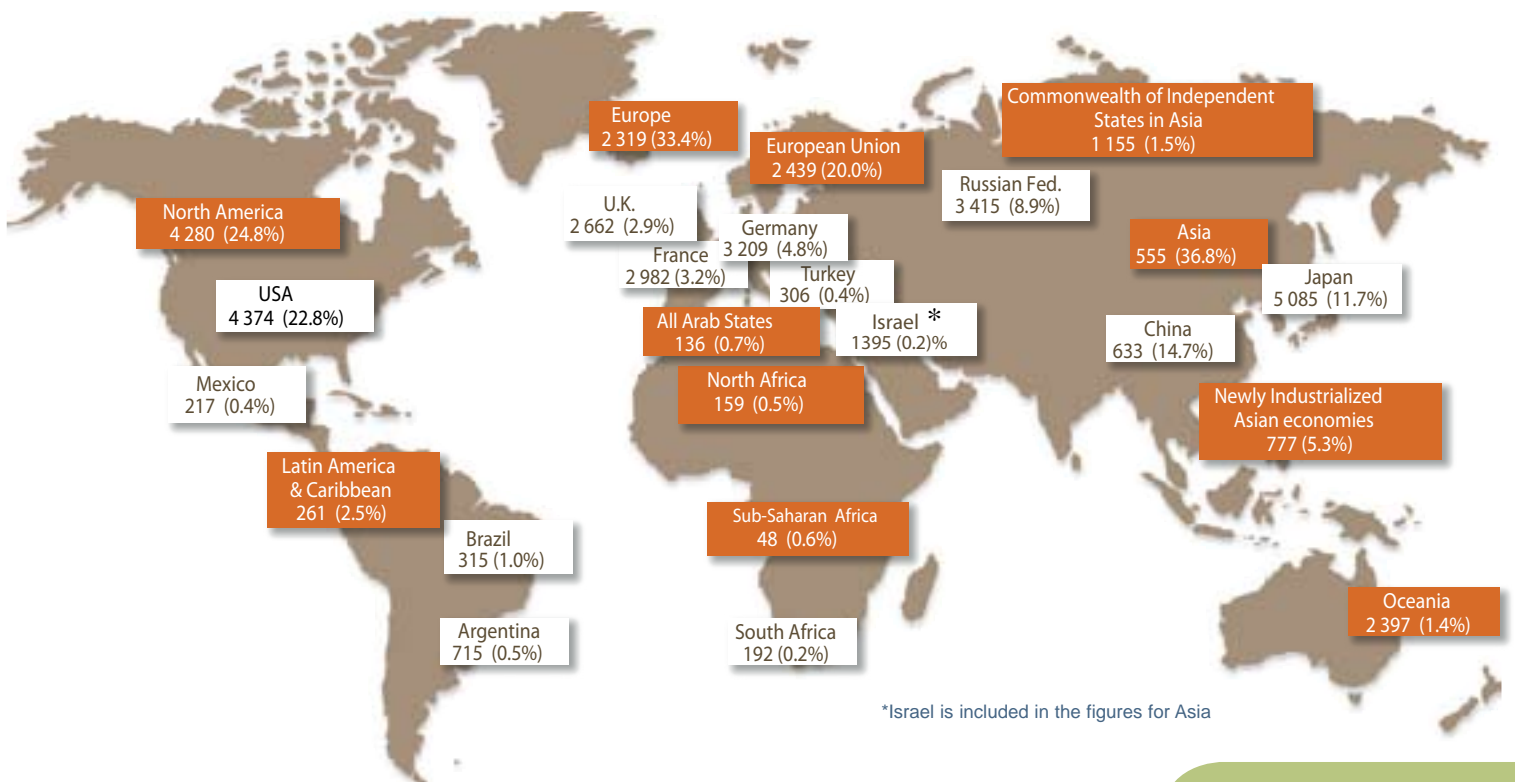 Europe
2 319 (33.4%)
Commonwealth of Independent
States in Asia
1 155 (1.5%)
European Union
2 439 (20.0%)
Russian Fed.
3 415 (8.9%)
North America
4 280 (24.8%)
U.K.
2 662 (2.9%)
Germany
3 209 (4.8%)
Asia
555 (36.8%)
France
2 982 (3.2%)
Turkey
306 (0.4%)
Japan
5 085 (11.7%)
USA
4 374 (22.8%)
All Arab States
136 (0.7%)
Israel *
1395 (0.2)%
China
633 (14.7%)
Mexico
217 (0.4%)
North Africa
159 (0.5%)
Newly Industrialized
Asian economies
777 (5.3%)
Latin America
& Caribbean
261 (2.5%)
Sub-Saharan Africa
48 (0.6%)
Brazil
315 (1.0%)
Oceania
2 397 (1.4%)
Argentina
715 (0.5%)
South Africa
192 (0.2%)
*Israel is included in the figures for Asia